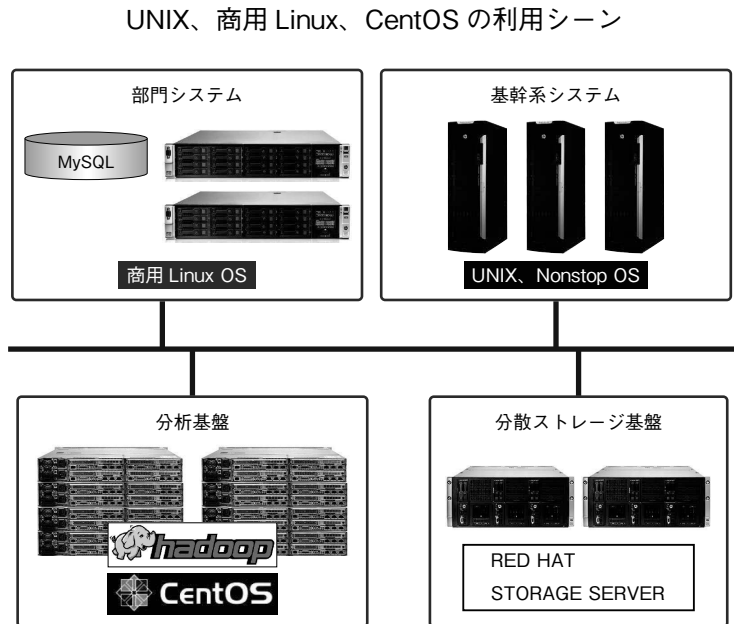 UNIX、商用 Linux、CentOS の利用シーン
部門システム
MySQL
商用 Linux OS
基幹系システム
UNIX、Nonstop OS
分析基盤
hadoop
CentOS
分散ストレージ基盤
RED HAT
STORAGE SERVER